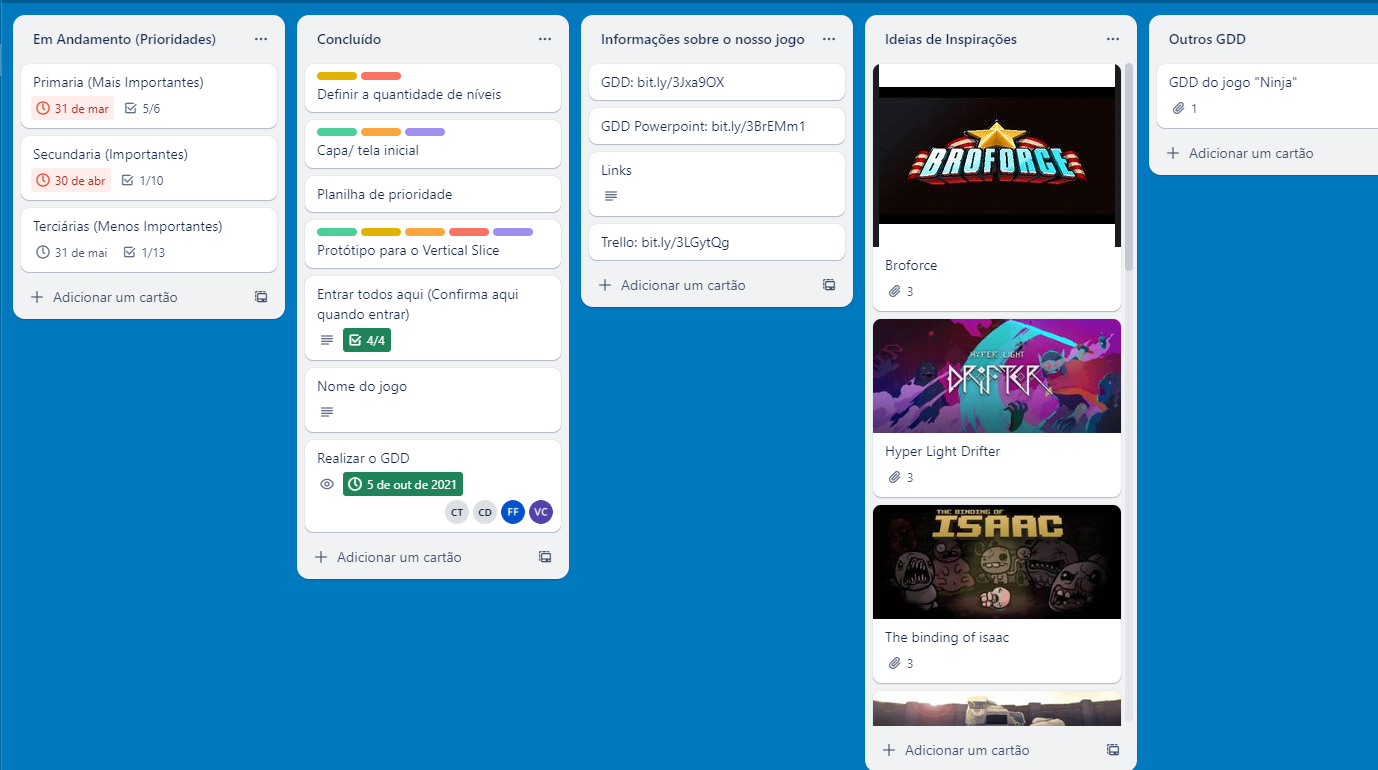 Em Andamento (Prioridades)
Primaria (Mais Importantes)
31 de mar 5/6
Secundaria (Importantes)
30 de abr 1/10
Terciárias (Menos Importantes)
31 de mai 1/13
Adicionar um cartão
Concluído
Definir a quantidade de níveis
Capa/ tela inicial
Planilha de prioridade
Protótipo para o Vertical Slice
Entrar todos aqui (Confirma aqui
quando entrar)
4/4
Nome do jogo
Realizar o GDD
5 de out de 2021
CT CD FF VC
Adicionar um cartão
Informações sobre o nosso jogo
GDD: bit.ly/3Jxa9OX
GDD Powerpoint: bit.ly/3BrEMm1
Links
Trello: bit.ly/3LGytQg
Adicionar um cartão
Ideias de Inspirações
BROFORCE
Broforce
3
HYPER LIGHT
DRIFTER
Hyper Light Drifter
3
THE BINDING OF
ISAAC
The binding of isaac
3
Adicionar um cartão
Outros GDD
GDD do jogo "Ninja"
1
Adicionar um cartão